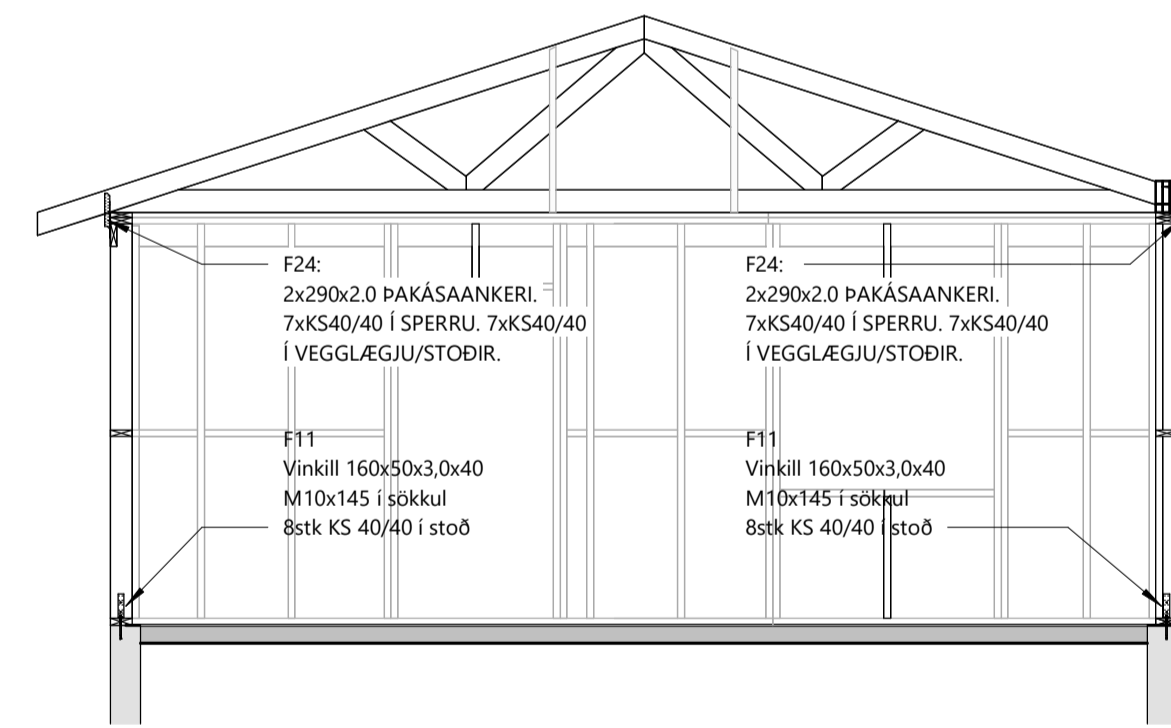 F24:
2x290x2.0 ÞAKÁSAANKERI.
7xKS40/40 Í SPERRU. 7xKS40/40
Í VEGGLÆGJU/STOÐIR.
F24:
2x290x2.0 ÞAKÁSAANKERI.
7xKS40/40 Í SPERRU. 7xKS40/40
Í VEGGLÆGJU/STOÐIR.
F11
Vinkill 160x50x3,0x40
M10x145 í sökkul
8stk KS 40/40 í stoð
F11
Vinkill 160x50x3,0x40
M10x145 í sökkul
8stk KS 40/40 í stoð